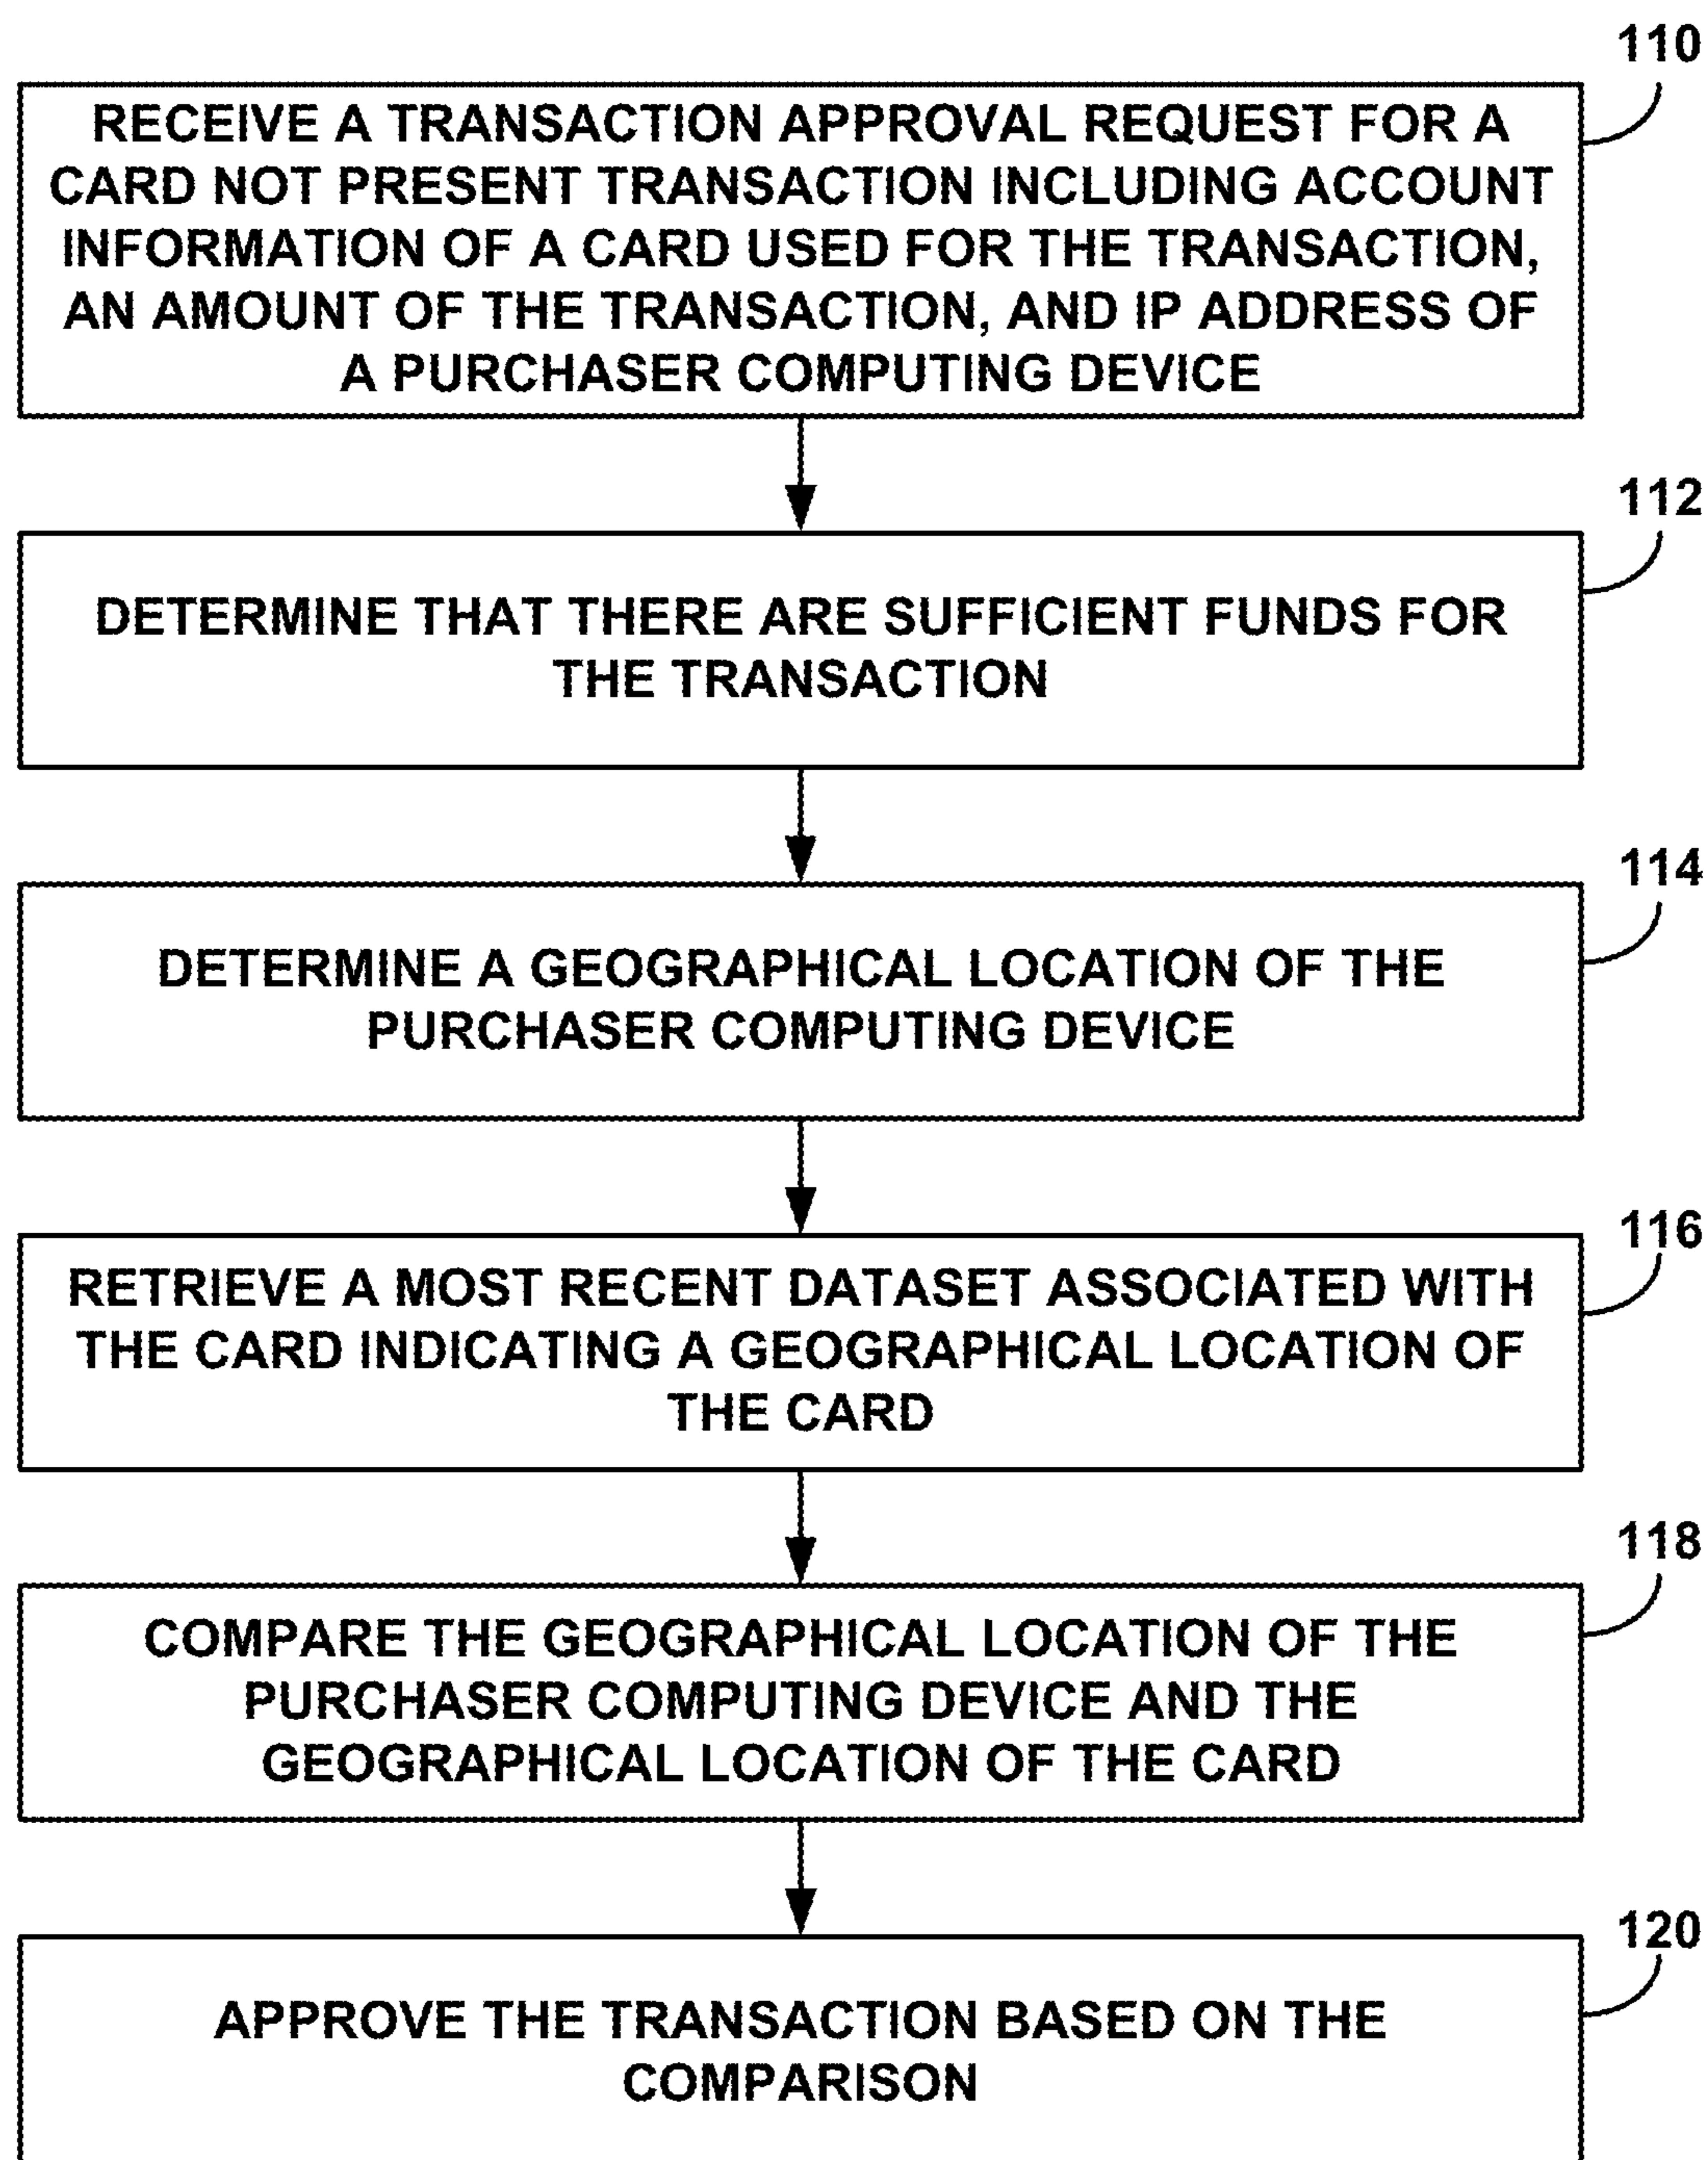 110
RECEIVE A TRANSACTION APPROVAL REQUEST FOR A
CARD NOT PRESENT TRANSACTION INCLUDING ACCOUNT
INFORMATION OF A CARD USED FOR THE TRANSACTION,
AN AMOUNT OF THE TRANSACTION, AND IP ADDRESS OF
A PURCHASER COMPUTING DEVICE
112
DETERMINE THAT THERE ARE SUFFICIENT FUNDS FOR
THE TRANSACTION
114
DETERMINE A GEOGRAPHICAL LOCATION OF THE
PURCHASER COMPUTING DEVICE
116
RETRIEVE A MOST RECENT DATASET ASSOCIATED WITH
THE CARD INDICATING A GEOGRAPHICAL LOCATION OF
THE CARD
118
COMPARE THE GEOGRAPHICAL LOCATION OF THE
PURCHASER COMPUTING DEVICE AND THE
GEOGRAPHICAL LOCATION OF THE CARD
120
APPROVE THE TRANSACTION BASED ON THE
COMPARISON